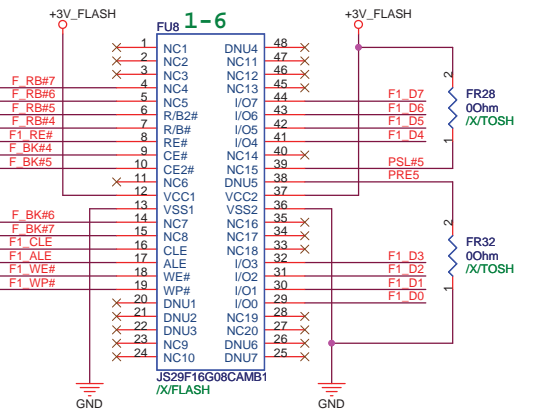 +3V_FLASH
+3V_FLASH
FU8 1-6
1 NC1 DNU4 48
2 NC2 NC11 47
3 NC3 NC12 46
F_RB#7 4 NC4 NC13 45
F_RB#6 5 NC5 I/O7 44 F1_D7
F_RB#5 6 R/B2# I/O6 43 F1_D6
F_RB#4 7 R/B# I/O5 42 F1_D5
F1_RE# 8 RE# I/O4 41 F1_D4
F_BK#4 9 CE# NC14 40
F_BK#5 10 CE2# NC15 39 PSL#5
11 NC6 DNU5 38 PRE5
12 VCC1 VCC2 37
13 VSS1 VSS2 36
F_BK#6 14 NC7 NC16 35
F_BK#7 15 NC8 NC17 34
F1_CLE 16 CLE NC18 33
F1_ALE 17 ALE I/O3 32 F1_D3
F1_WE# 18 WE# I/O2 31 F1_D2
F1_WP# 19 WP# I/O1 30 F1_D1
20 DNU1 I/O0 29 F1_D0
21 DNU2 NC19 28
22 DNU3 NC20 27
23 NC9 DNU6 26
24 NC10 DNU7 25
JS29F16G08CAMB1
/X/FLASH
GND
GND
2
FR28
0Ohm
/X/TOSH
1
2
FR32
0Ohm
/X/TOSH
1